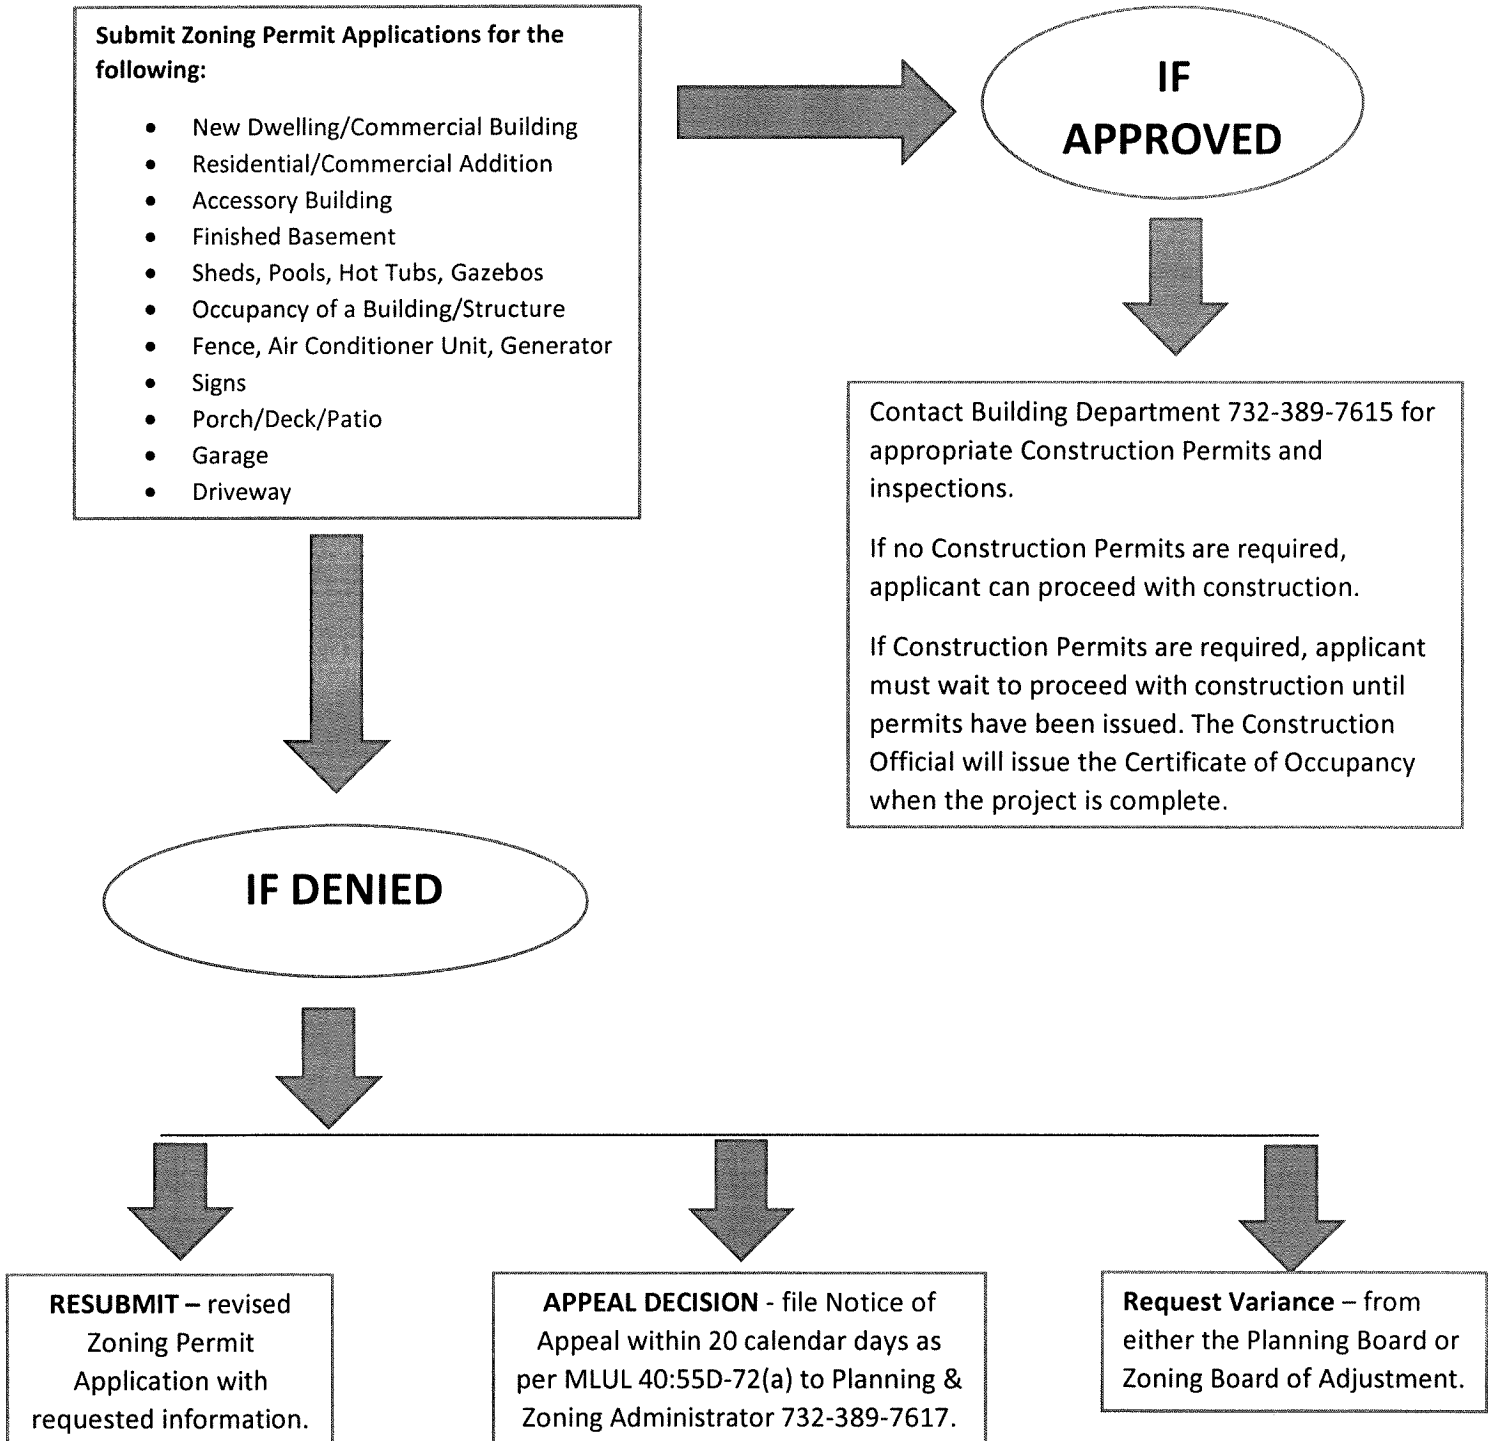 Submit Zoning Permit Applications for the
following:
• New Dwelling/Commercial Building
• Residential/Commercial Addition
• Accessory Building
• Finished Basement
• Sheds, Pools, Hot Tubs, Gazebos
• Occupancy of a Building/Structure
• Fence, Air Conditioner Unit, Generator
• Signs
• Porch/Deck/Patio
• Garage
• Driveway
IF
APPROVED
Contact Building Department 732-389-7615 for
appropriate Construction Permits and
inspections.
If no Construction Permits are required,
applicant can proceed with construction.
If Construction Permits are required, applicant
must wait to proceed with construction until
permits have been issued. The Construction
Official will issue the Certificate of Occupancy
when the project is complete.
IF DENIED
RESUBMIT – revised
Zoning Permit
Application with
requested information.
APPEAL DECISION - file Notice of
Appeal within 20 calendar days as
per MLUL 40:55D-72(a) to Planning &
Zoning Administrator 732-389-7617.
Request Variance – from
either the Planning Board or
Zoning Board of Adjustment.